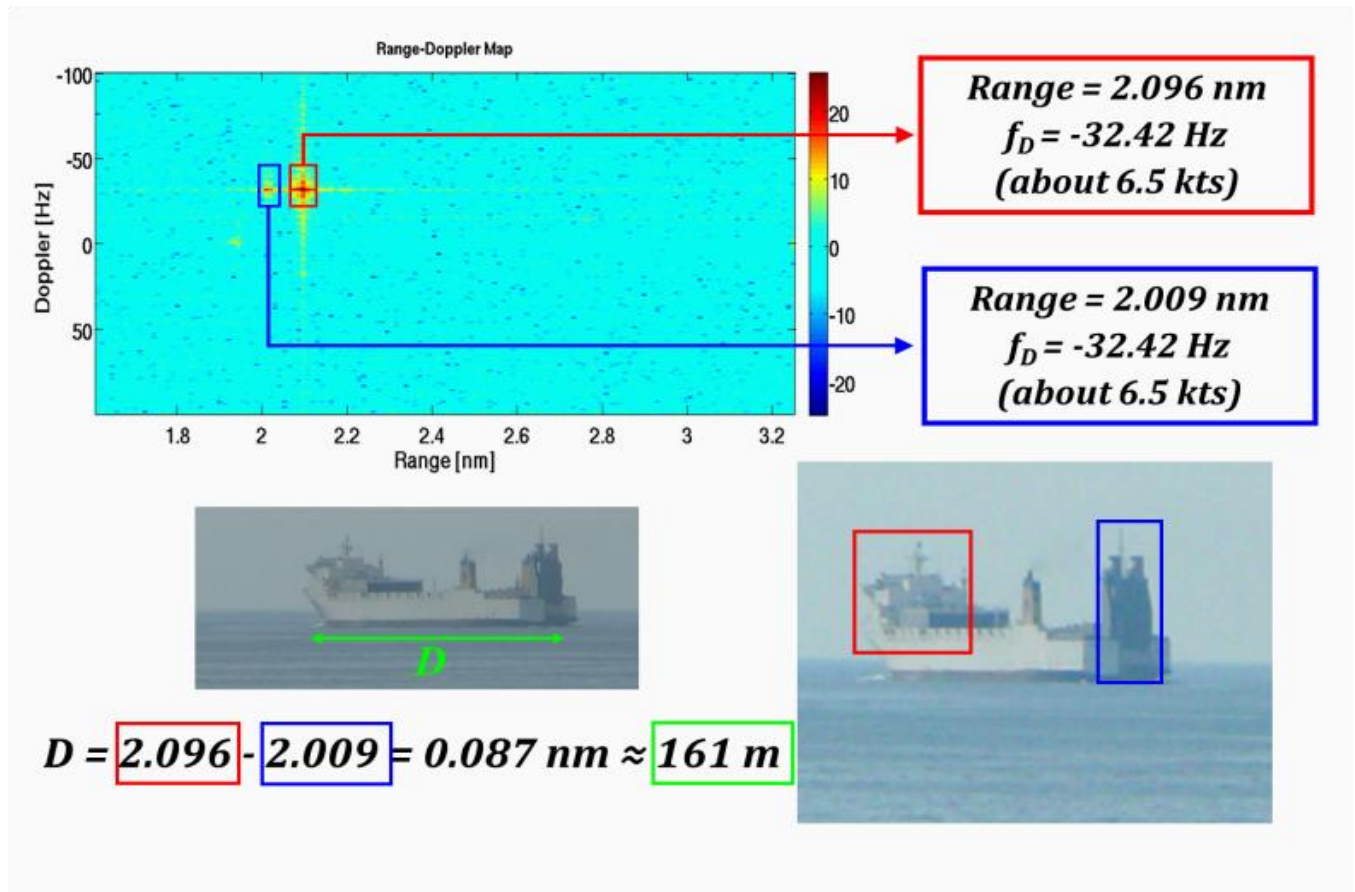 Range-Doppler Map
-100
-50
0
50
Doppler [Hz]
1.8 2 2.2 2.4 2.6 2.8 3 3.2
Range [nm]
20
10
0
-10
-20
Range = 2.096 nm
fD = -32.42 Hz
(about 6.5 kts)
Range = 2.009 nm
fD = -32.42 Hz
(about 6.5 kts)
D
D = 2.096 - 2.009 = 0.087 nm ≈ 161 m